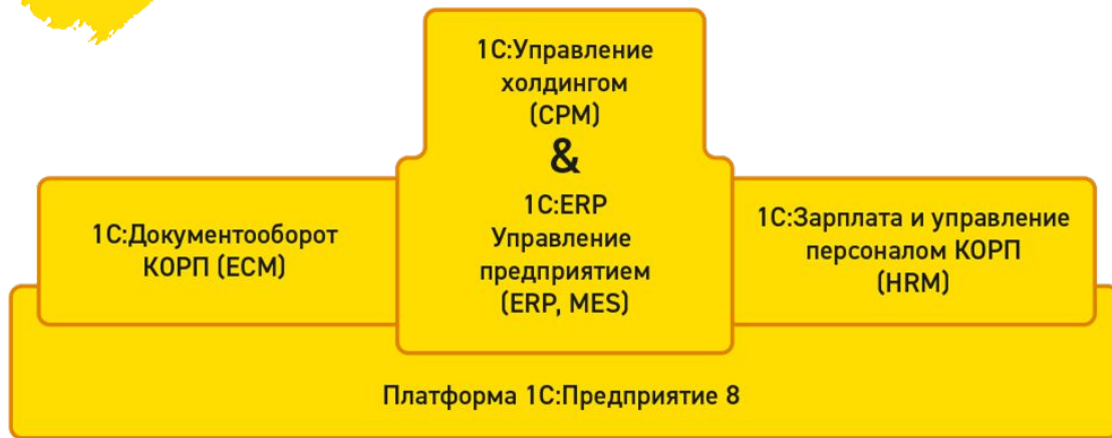 1С:Управление
холдингом
(CPM)
&
1С:ERP
Управление
предприятием
(ERP, MES)
1С:Документооборот
КОРП (ECM)
1С:Зарплата и управление
персоналом КОРП
(HRM)
Платформа 1С:Предприятие 8